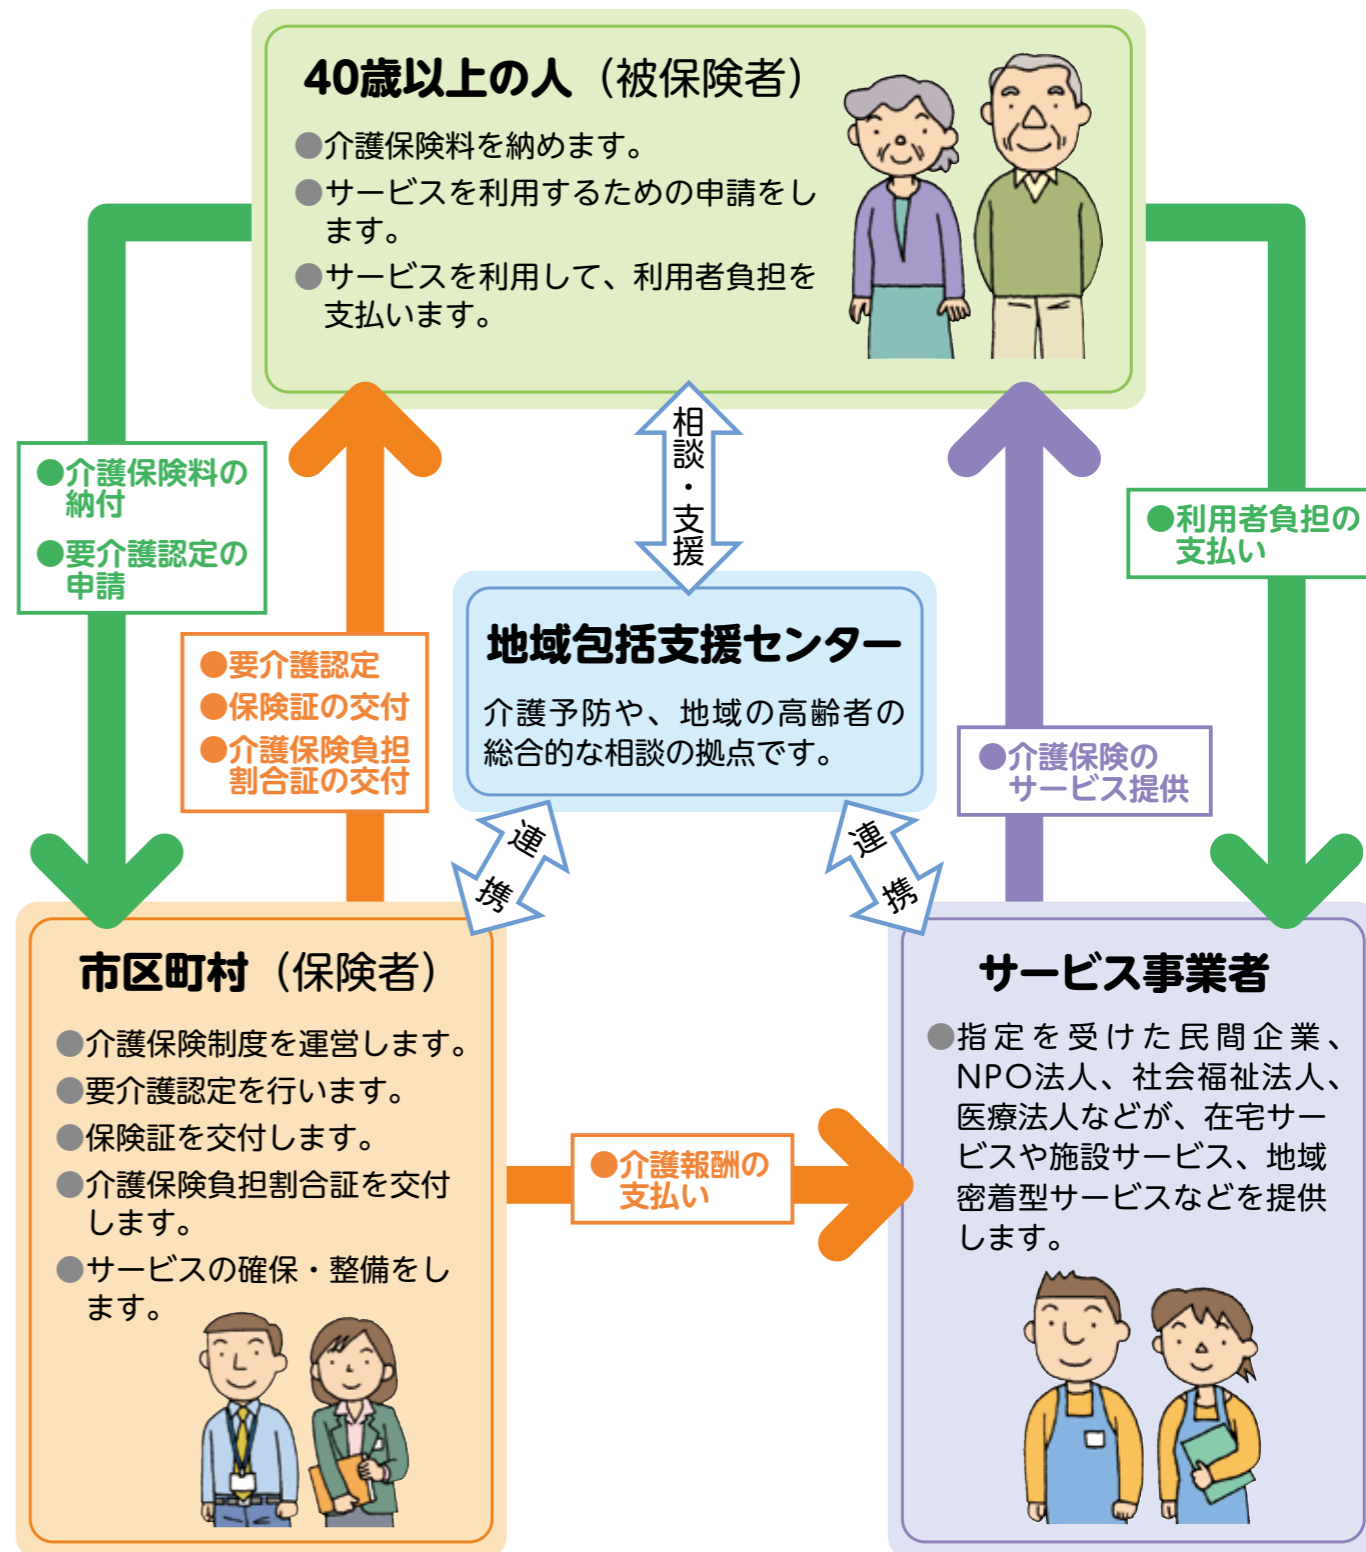 40歳以上の人（被保険者）
●介護保険料を納めます。
●サービスを利用するための申請をし
ます。
●サービスを利用して、利用者負担を
支払います。
相談・支援
●介護保険料の
納付
●要介護認定の
申請
●利用者負担の
支払い
●要介護認定
●保険証の交付
●介護保険負担
割合証の交付
地域包括支援センター
介護予防や、地域の高齢者の
総合的な相談の拠点です。
●介護保険の
サービス提供
連携
連携
市区町村（保険者）
●介護保険制度を運営します。
●要介護認定を行います。
●保険証を交付します。
●介護保険負担割合証を交付
します。
●サービスの確保・整備をし
ます。
●介護報酬の
支払い
サービス事業者
●指定を受けた民間企業、
NPO法人、社会福祉法人、
医療法人などが、在宅サー
ビスや施設サービス、地域
密着型サービスなどを提供
します。